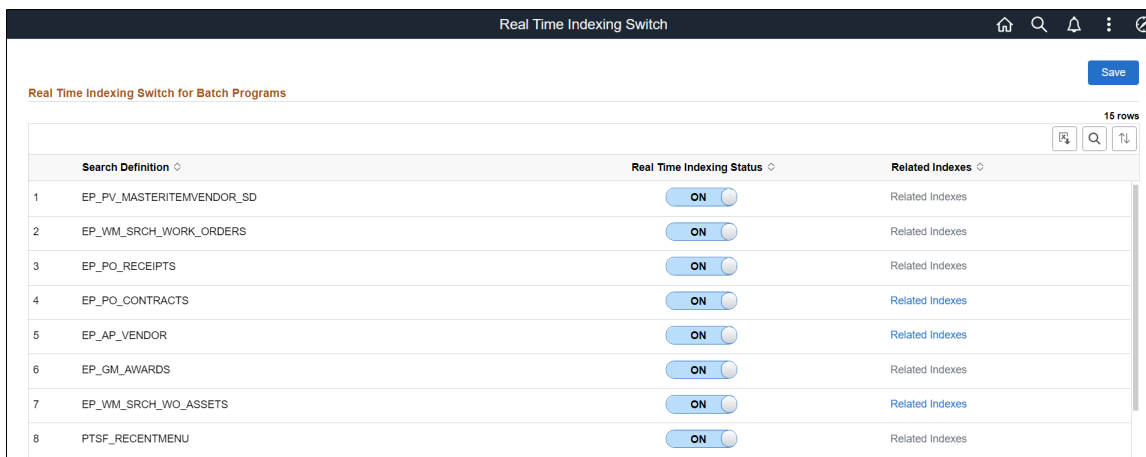 Real Time Indexing Switch
Save
Real Time Indexing Switch for Batch Programs
15 rows
Search Definition Real Time Indexing Status Related Indexes
1 EP_PV_MASTERITEMVENDOR_SD ON Related Indexes
2 EP_WM_SRCH_WORK_ORDERS ON Related Indexes
3 EP_PO_RECEIPTS ON Related Indexes
4 EP_PO_CONTRACTS ON Related Indexes
5 EP_AP_VENDOR ON Related Indexes
6 EP_GM_AWARDS ON Related Indexes
7 EP_WM_SRCH_WO_ASSETS ON Related Indexes
8 PTSF_RECENTMENU ON Related Indexes